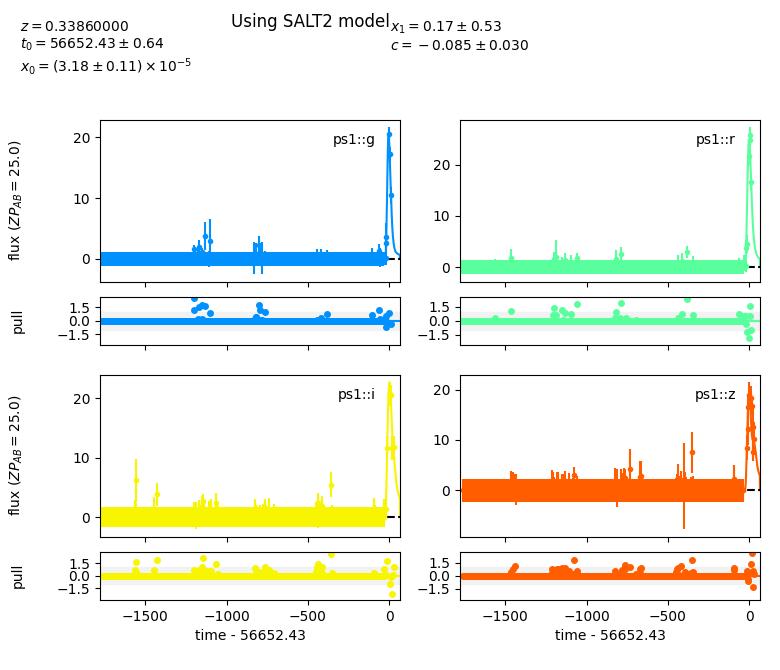 Using SALT2 model
z = 0.33860000
t₀ = 56652.43 ± 0.64
x₀ = (3.18 ± 0.11) × 10⁻⁵
x₁ = 0.17 ± 0.53
c = −0.085 ± 0.030
flux (ZP_AB = 25.0)
20
10
0
ps1::g
20
10
0
ps1::r
pull
1.5
0.0
−1.5
1.5
0.0
−1.5
flux (ZP_AB = 25.0)
20
10
0
ps1::i
20
10
0
ps1::z
pull
1.5
0.0
−1.5
1.5
0.0
−1.5
−1500 −1000 −500 0
−1500 −1000 −500 0
time - 56652.43
time - 56652.43